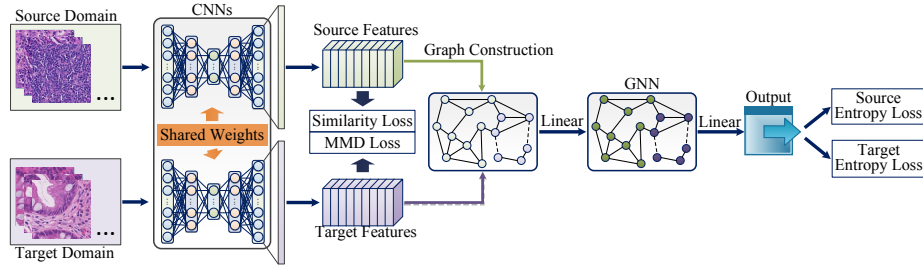 Source Domain
CNNs
Source Features
Graph Construction
GNN
Output
Source
Entropy Loss
Shared Weights
Similarity Loss
MMD Loss
Linear
Linear
Target
Entropy Loss
Target Domain
Target Features
...
...